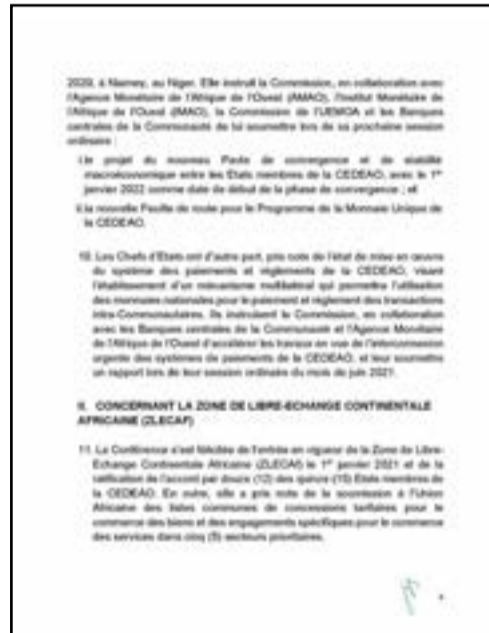 2020, à Niamey, au Niger. Elle instruit la Commission, en collaboration avec
l'Agence Monétaire de l'Afrique de l'Ouest (AMAO), l'Institut Monétaire de
l'Afrique de l'Ouest (IMAO), la Commission de l'UEMOA et les Banques
centrales de la Communauté de lui soumettre lors de sa prochaine session
ordinaire :
i. le projet du nouveau Pacte de convergence et de stabilité
macroéconomique entre les Etats membres de la CEDEAO, avec le 1er
janvier 2022 comme date de début de la phase de convergence ; et
ii. la nouvelle Feuille de route pour le Programme de la Monnaie Unique de
la CEDEAO.
10. Les Chefs d'Etats ont d'autre part, pris note de l'état de mise en œuvre
du système des paiements et règlements de la CEDEAO, visant
l'établissement d'un mécanisme multilatéral qui permettra l'utilisation
des monnaies nationales pour le paiement et règlement des transactions
intra-Communautaires. Ils instruisent la Commission, en collaboration
avec les Banques centrales de la Communauté et l'Agence Monétaire
de l'Afrique de l'Ouest d'accélérer les travaux en vue de l'interconnexion
urgente des systèmes de paiements de la CEDEAO, et leur soumettre
un rapport lors de leur session ordinaire du mois de juin 2021.
II. CONCERNANT LA ZONE DE LIBRE-ECHANGE CONTINENTALE
AFRICAINE (ZLECAF)
11. La Conférence s'est félicitée de l'entrée en vigueur de la Zone de Libre-
Echange Continentale Africaine (ZLECAf) le 1er janvier 2021 et de la
ratification de l'accord par douze (12) des quinze (15) Etats membres de
la CEDEAO. En outre, elle a pris note de la soumission à l'Union
Africaine des listes communes de concessions tarifaires pour le
commerce des biens et des engagements spécifiques pour le commerce
des services dans cinq (5) secteurs prioritaires.